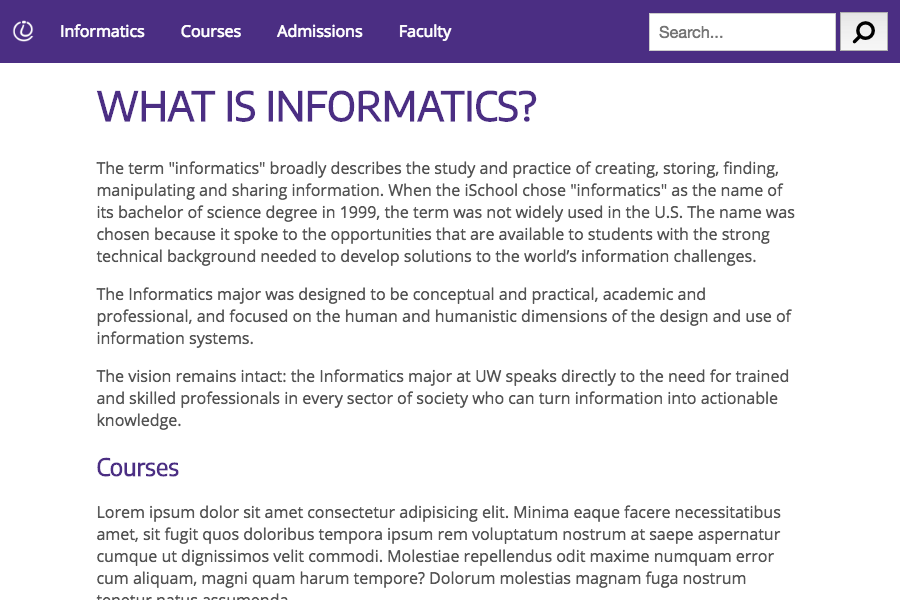 Informatics Courses Admissions Faculty Search...
WHAT IS INFORMATICS?
The term "informatics" broadly describes the study and practice of creating, storing, finding,
manipulating and sharing information. When the iSchool chose "informatics" as the name of
its bachelor of science degree in 1999, the term was not widely used in the U.S. The name was
chosen because it spoke to the opportunities that are available to students with the strong
technical background needed to develop solutions to the world’s information challenges.
The Informatics major was designed to be conceptual and practical, academic and
professional, and focused on the human and humanistic dimensions of the design and use of
information systems.
The vision remains intact: the Informatics major at UW speaks directly to the need for trained
and skilled professionals in every sector of society who can turn information into actionable
knowledge.
Courses
Lorem ipsum dolor sit amet consectetur adipisicing elit. Minima eaque facere necessitatibus
amet, sit fugit quos doloribus tempora ipsum rem voluptatum nostrum at saepe aspernatur
cumque ut dignissimos velit commodi. Molestiae repellendus odit maxime numquam error
cum aliquam, magni quam harum tempore? Dolorum molestias magnam fuga nostrum
tenetur natus assumenda